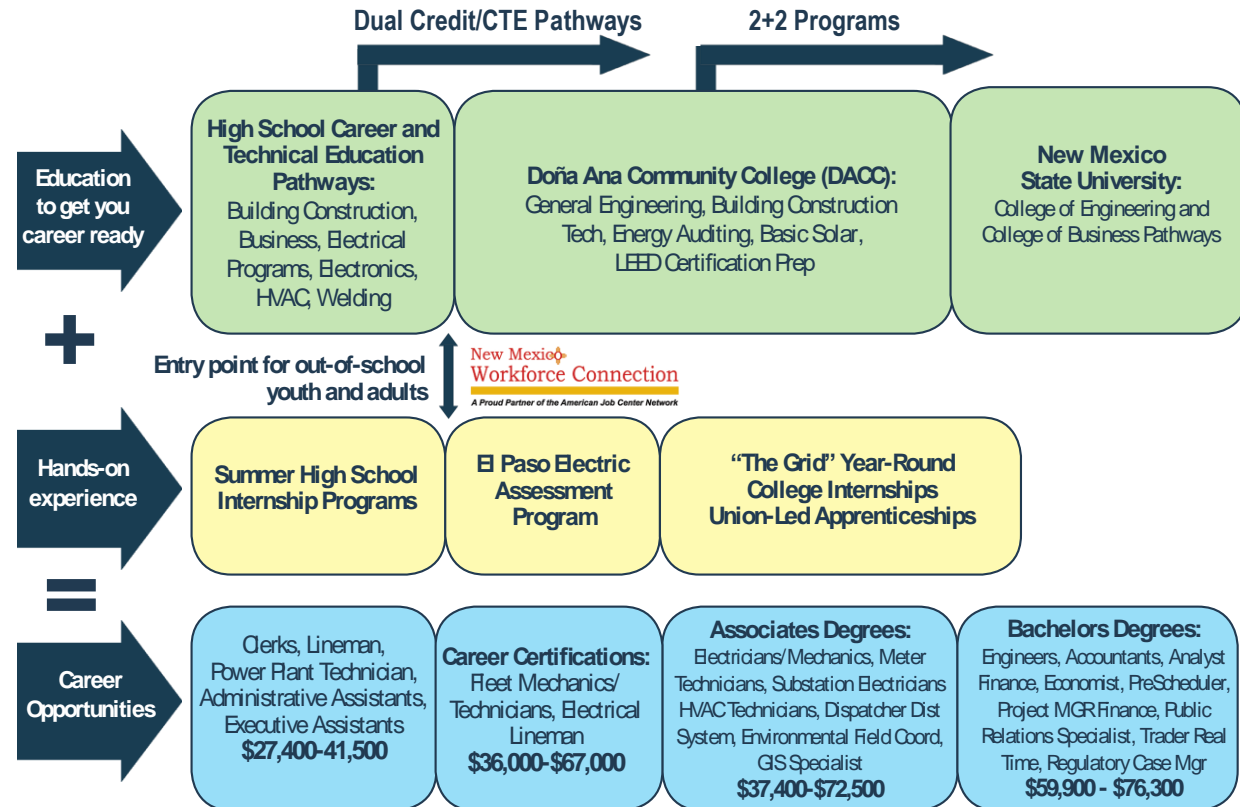 Dual Credit/CTE Pathways
2+2 Programs
Education
to get you
career ready
High School Career and
Technical Education
Pathways:
Building Construction,
Business, Electrical
Programs, Electronics,
HVAC, Welding
Doña Ana Community College (DACC):
General Engineering, Building Construction
Tech, Energy Auditing, Basic Solar,
LEED Certification Prep
New Mexico
State University:
College of Engineering and
College of Business Pathways
+
Entry point for out-of-school
youth and adults
New Mexico
Workforce Connection
A Proud Partner of the American Job Center Network
Hands-on
experience
Summer High School
Internship Programs
El Paso Electric
Assessment
Program
“The Grid” Year-Round
College Internships
Union-Led Apprenticeships
=
Career
Opportunities
Clerks, Lineman,
Power Plant Technician,
Administrative Assistants,
Executive Assistants
$27,400-41,500
Career Certifications:
Fleet Mechanics/
Technicians, Electrical
Lineman
$36,000-$67,000
Associates Degrees:
Electricians/Mechanics, Meter
Technicians, Substation Electricians
HVAC Technicians, Dispatcher Dist
System, Environmental Field Coord,
GIS Specialist
$37,400-$72,500
Bachelors Degrees:
Engineers, Accountants, Analyst
Finance, Economist, PreScheduler,
Project MGR Finance, Public
Relations Specialist, Trader Real
Time, Regulatory Case Mgr
$59,900 - $76,300